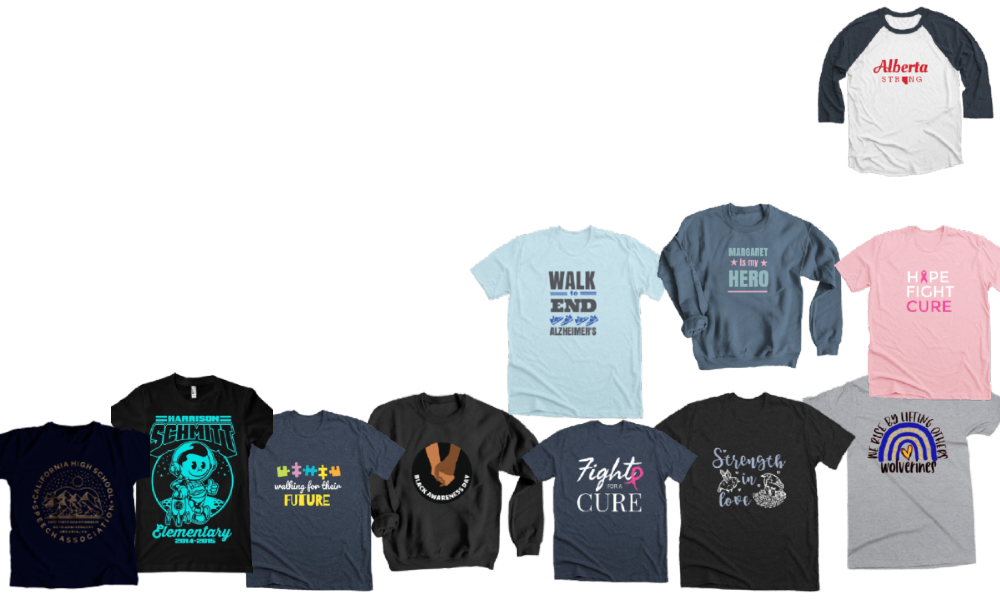 Alberta
STRONG
WALK
to
END
ALZHEIMER'S
MARGARET
is my
HERO
HOPE
FIGHT
CURE
CALIFORNIA HIGH SCHOOL
SPEECH ASSOCIATION
HARRISON
SCHMITT
Elementary
2014-2015
walking for their
FUTURE
BLACK AWARENESS DAY
Fight
FOR A
CURE
Strength
in
love
WE RISE BY LIFTING OTHERS
wolverines